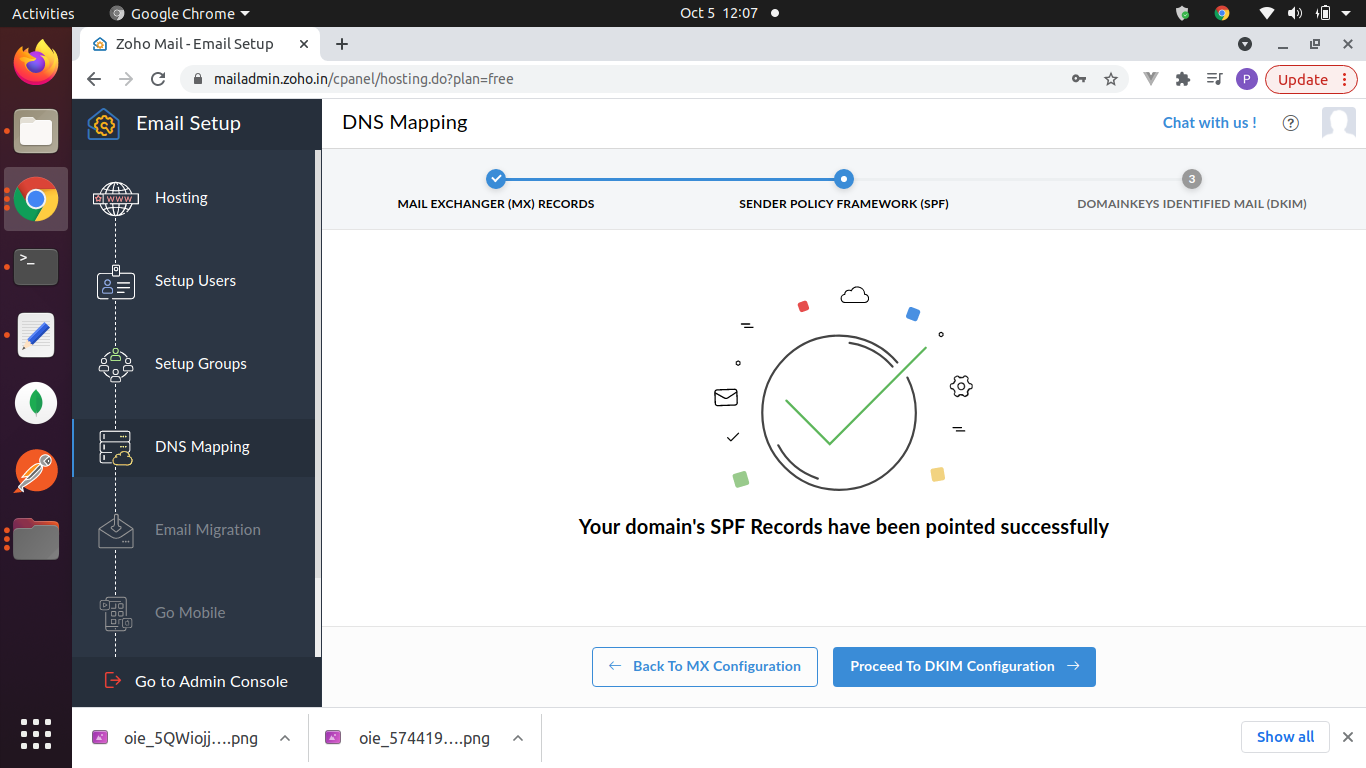 Activities
Google Chrome
Oct 5 12:07
Zoho Mail - Email Setup
mailadmin.zoho.in/cpanel/hosting.do?plan=free
P
Update
Email Setup
DNS Mapping
Chat with us !
?
3
MAIL EXCHANGER (MX) RECORDS
SENDER POLICY FRAMEWORK (SPF)
DOMAINKEYS IDENTIFIED MAIL (DKIM)
WWW
Hosting
Setup Users
Setup Groups
DNS Mapping
Email Migration
Go Mobile
Go to Admin Console
Your domain's SPF Records have been pointed successfully
Back To MX Configuration
Proceed To DKIM Configuration
oie_5QWiojj....png
oie_574419....png
Show all